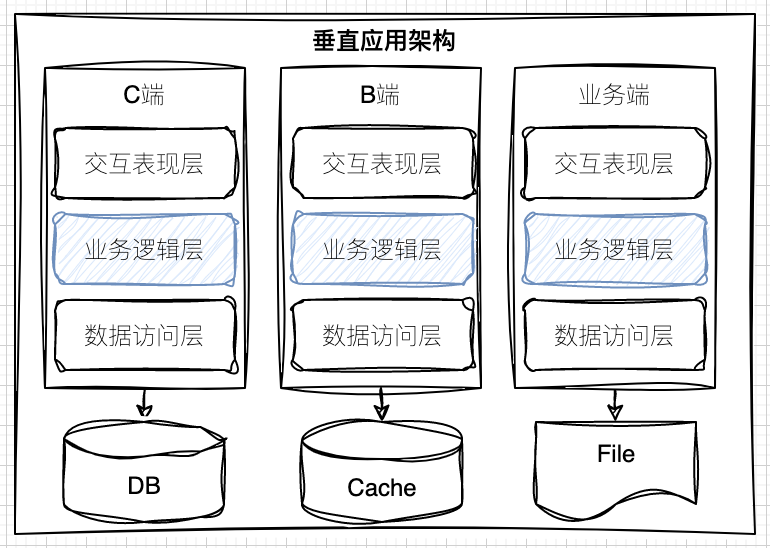 垂直应用架构
C端
交互表现层
业务逻辑层
数据访问层
DB
B端
交互表现层
业务逻辑层
数据访问层
Cache
业务端
交互表现层
业务逻辑层
数据访问层
File